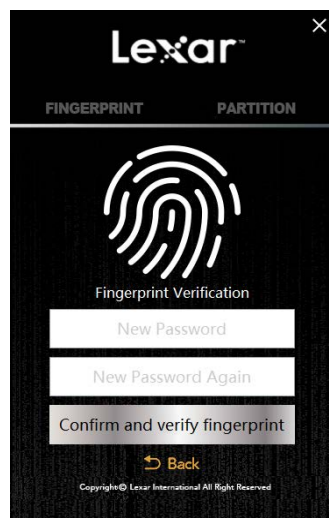 Lexar™
FINGERPRINT PARTITION
Fingerprint Verification
New Password
New Password Again
Confirm and verify fingerprint
Back
Copyright© Lexar International All Right Reserved